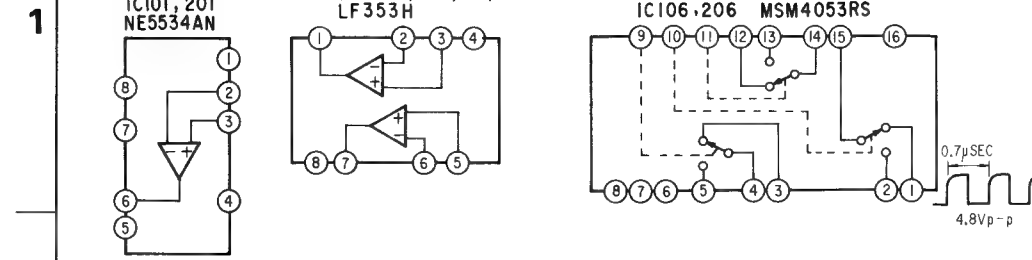 1
IC101, 201
NE5534AN
1
8
2
7
3
- +
6
4
5
LF353H
1 2 3 4
-
+
+
-
8 7 6 5
IC106, 206 MSM4053RS
9 10 11 12 13 14 15 16
8 7 6 5 4 3 2 1
0.7μSEC
4.8Vp-p